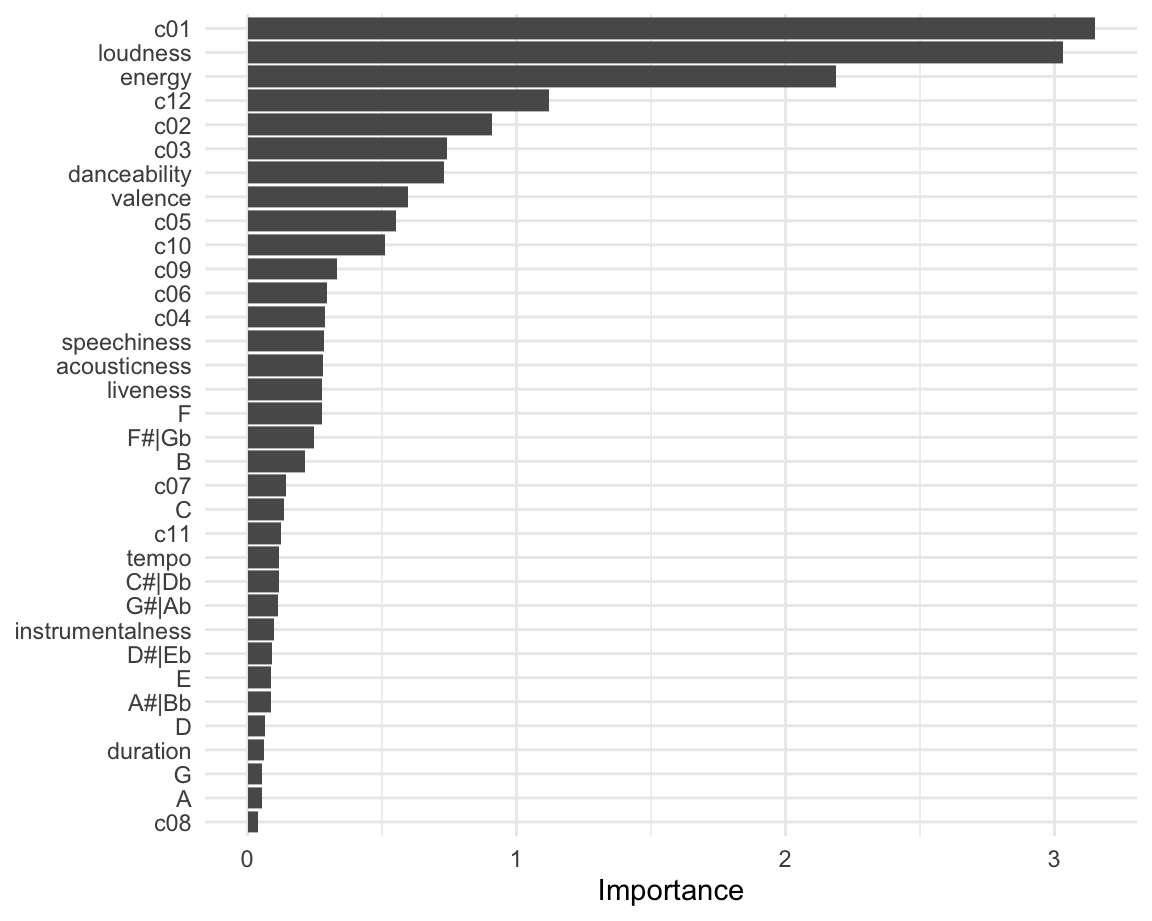 c01
loudness
energy
c12
c02
c03
danceability
valence
c05
c10
c09
c06
c04
speechiness
acousticness
liveness
F
F#|Gb
B
c07
C
c11
tempo
C#|Db
G#|Ab
instrumentalness
D#|Eb
E
A#|Bb
D
duration
G
A
c08
0 1 2 3
Importance